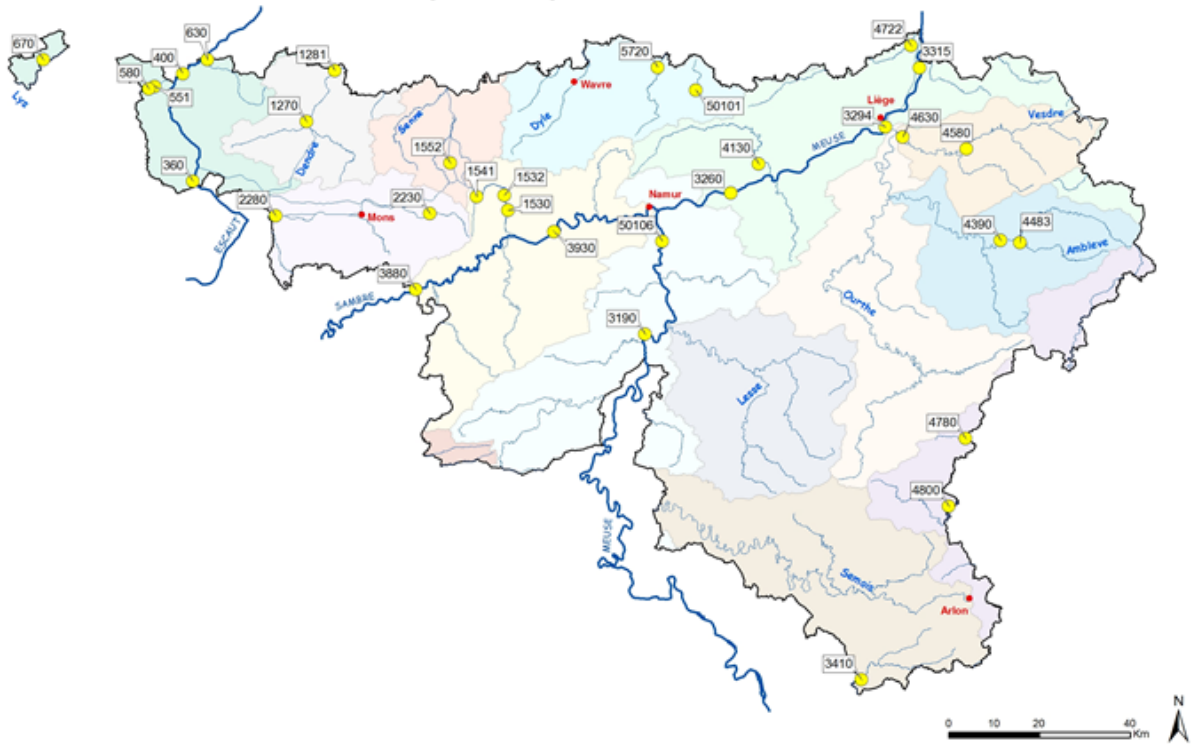 4722
630
670
400
5720
3315
1281
580
Wavre
551
50101
Liège
1270
Senne
Dyle
3294
4630
Vesdre
MEUSE
4580
1552
Dendre
4130
360
1541
1532
3260
2280
2230
Namur
1530
Mons
4390
4483
50106
ESCAUT
3930
Amblève
3880
SAMBRE
Ourthe
3190
Lesse
4780
4800
MEUSE
Semois
Arlon
3410
Lys
N
0 10 20 40
Km